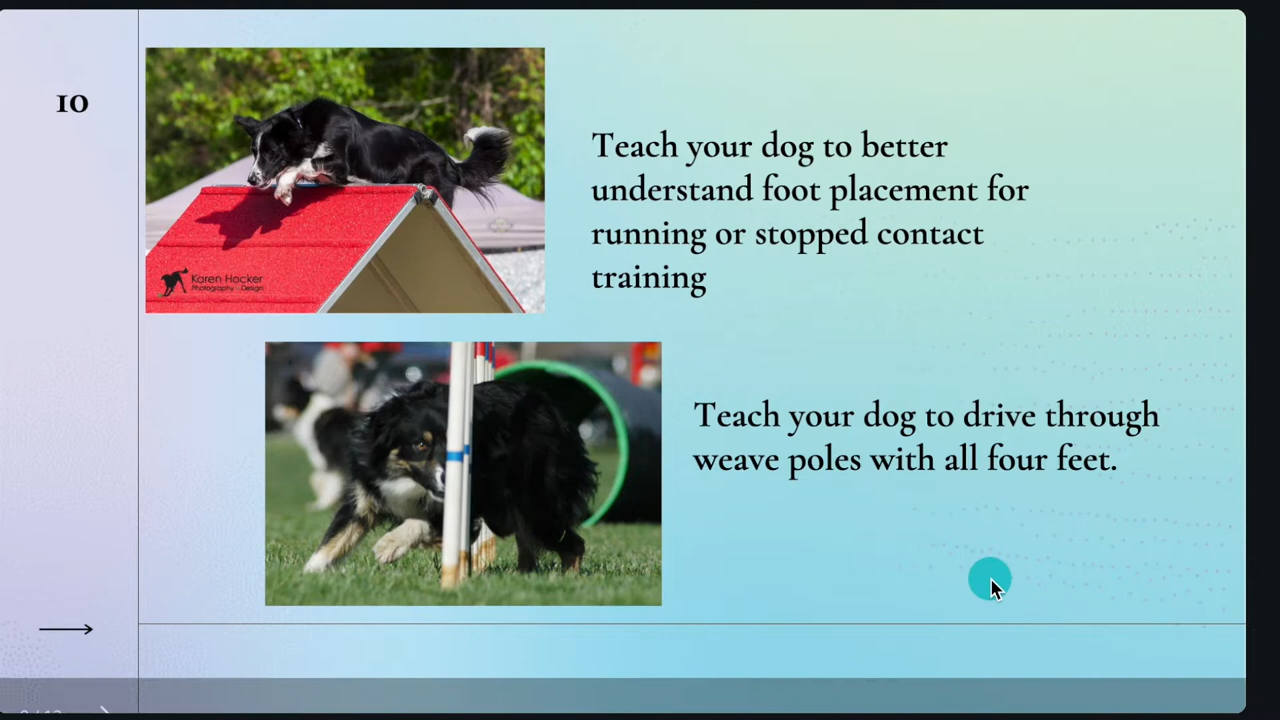 10
Teach your dog to better
understand foot placement for
running or stopped contact
training
Karen Hocker
Photography - Design
Teach your dog to drive through
weave poles with all four feet.